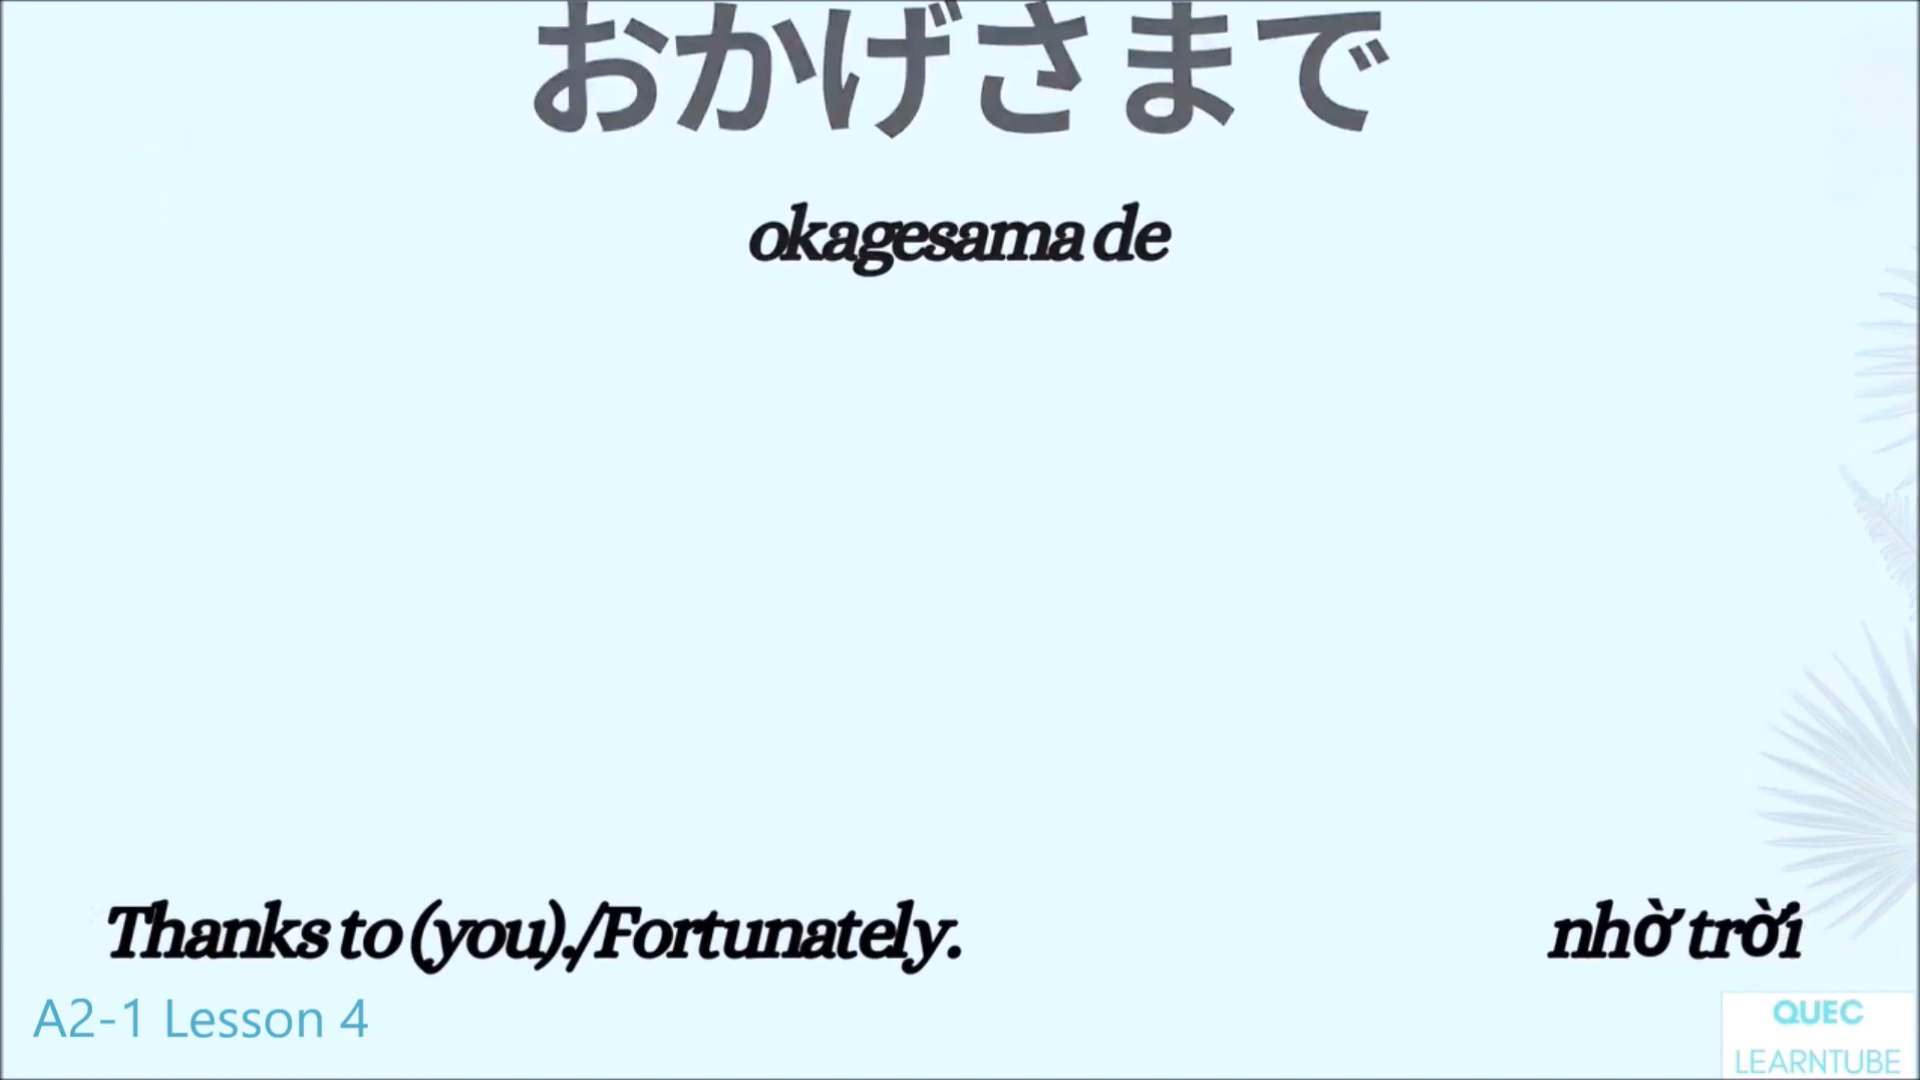 おかげさまで
okagesama de
Thanks to (you)./Fortunately.
nhờ trời
A2-1 Lesson 4
QUEC
LEARNTUBE